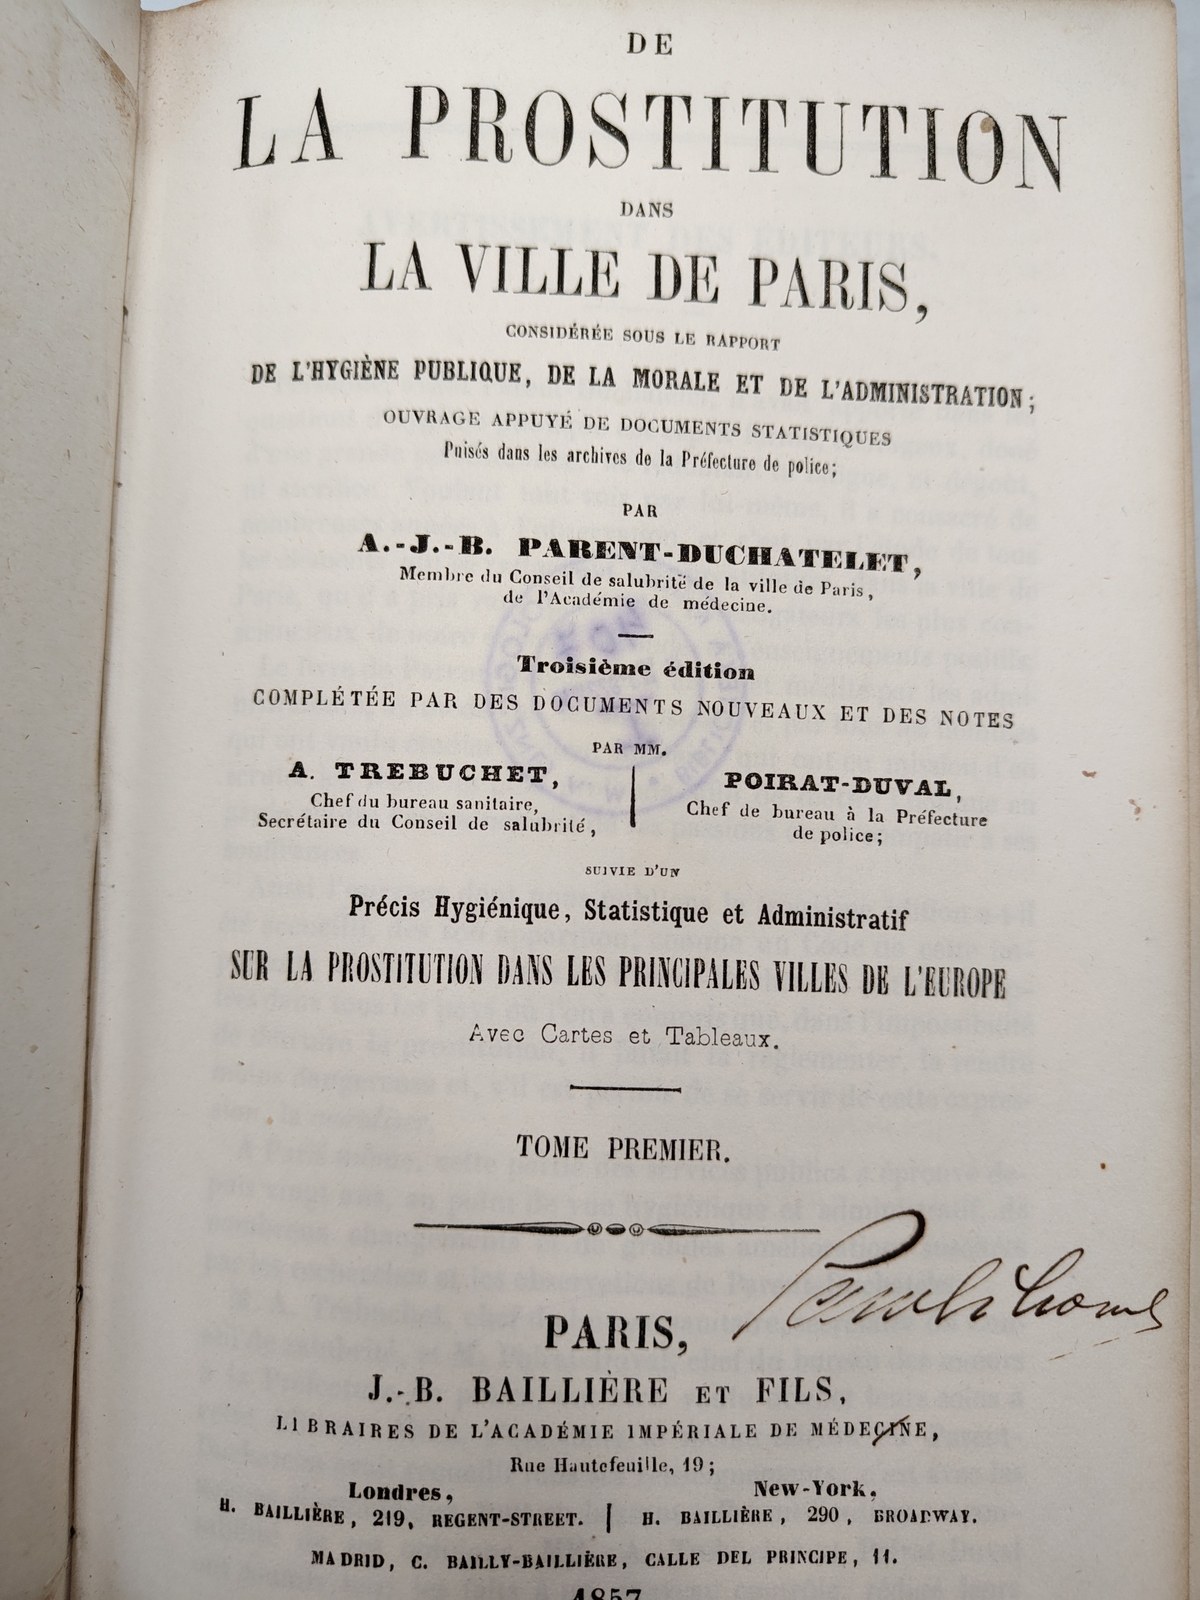 DE
LA PROSTITUTION
DANS
LA VILLE DE PARIS,
CONSIDÉRÉE SOUS LE RAPPORT
DE L'HYGIÈNE PUBLIQUE, DE LA MORALE ET DE L'ADMINISTRATION;
OUVRAGE APPUYÉ DE DOCUMENTS STATISTIQUES
Puisés dans les archives de la Préfecture de police;
PAR
A.-J.-B. PARENT-DUCHATELET,
Membre du Conseil de salubrité de la ville de Paris,
de l'Académie de médecine.
Troisième édition
COMPLÉTÉE PAR DES DOCUMENTS NOUVEAUX ET DES NOTES
PAR MM.
A. TREBUCHET,
Chef du bureau sanitaire,
Secrétaire du Conseil de salubrité,
POIRAT-DUVAL,
Chef de bureau à la Préfecture
de police;
SUIVIE D'UN
Précis Hygiénique, Statistique et Administratif
SUR LA PROSTITUTION DANS LES PRINCIPALES VILLES DE L'EUROPE
Avec Cartes et Tableaux.
TOME PREMIER.
PARIS,
J.-B. BAILLIÈRE ET FILS,
LIBRAIRES DE L'ACADÉMIE IMPÉRIALE DE MÉDECINE,
Rue Hautefeuille, 19;
Londres,
H. BAILLIÈRE, 219, REGENT-STREET.
New-York,
H. BAILLIÈRE, 290, BROADWAY.
MADRID, C. BAILLY-BAILLIÈRE, CALLE DEL PRINCIPE, 11.
1857